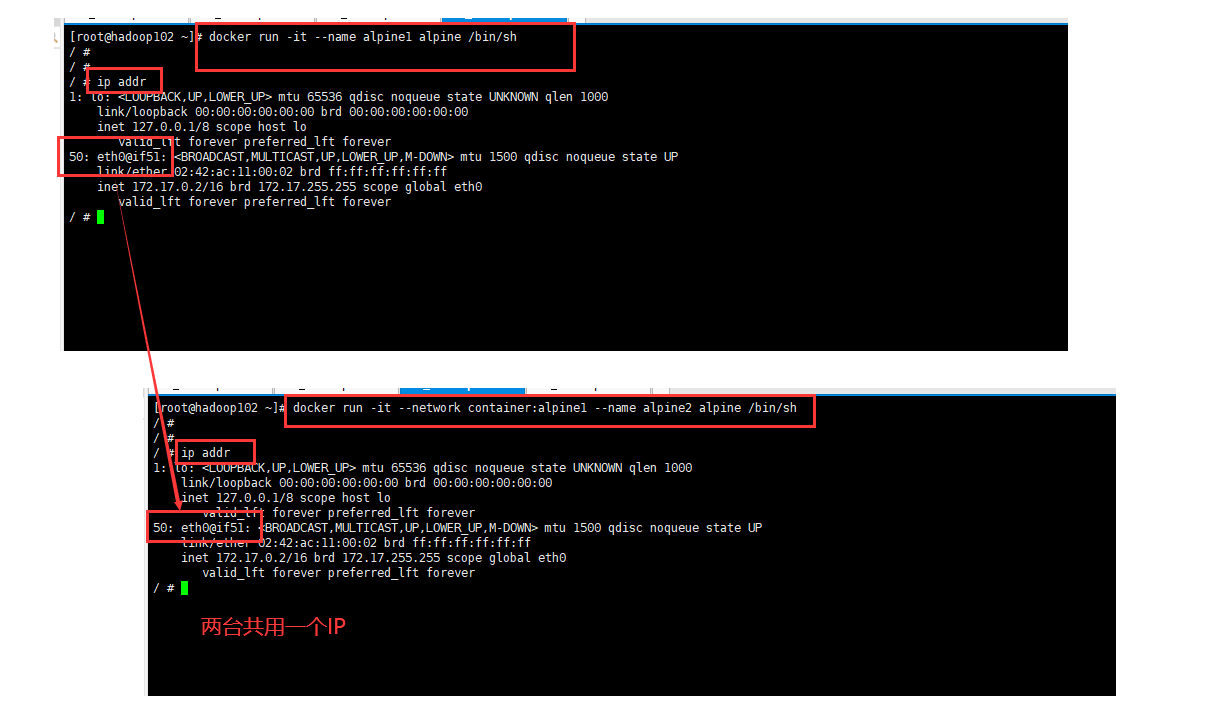 [root@hadoop102 ~]# docker run -it --name alpine1 alpine /bin/sh
/ #
/ #
/ # ip addr
1: lo: <LOOPBACK,UP,LOWER_UP> mtu 65536 qdisc noqueue state UNKNOWN qlen 1000
link/loopback 00:00:00:00:00:00 brd 00:00:00:00:00:00
inet 127.0.0.1/8 scope host lo
valid_lft forever preferred_lft forever
50: eth0@if51: <BROADCAST,MULTICAST,UP,LOWER_UP,M-DOWN> mtu 1500 qdisc noqueue state UP
link/ether 02:42:ac:11:00:02 brd ff:ff:ff:ff:ff:ff
inet 172.17.0.2/16 brd 172.17.255.255 scope global eth0
valid_lft forever preferred_lft forever
/ #
[root@hadoop102 ~]# docker run -it --network container:alpine1 --name alpine2 alpine /bin/sh
/ #
/ #
/ # ip addr
1: lo: <LOOPBACK,UP,LOWER_UP> mtu 65536 qdisc noqueue state UNKNOWN qlen 1000
link/loopback 00:00:00:00:00:00 brd 00:00:00:00:00:00
inet 127.0.0.1/8 scope host lo
valid_lft forever preferred_lft forever
50: eth0@if51: <BROADCAST,MULTICAST,UP,LOWER_UP,M-DOWN> mtu 1500 qdisc noqueue state UP
link/ether 02:42:ac:11:00:02 brd ff:ff:ff:ff:ff:ff
inet 172.17.0.2/16 brd 172.17.255.255 scope global eth0
valid_lft forever preferred_lft forever
/ #
两台共用一个IP